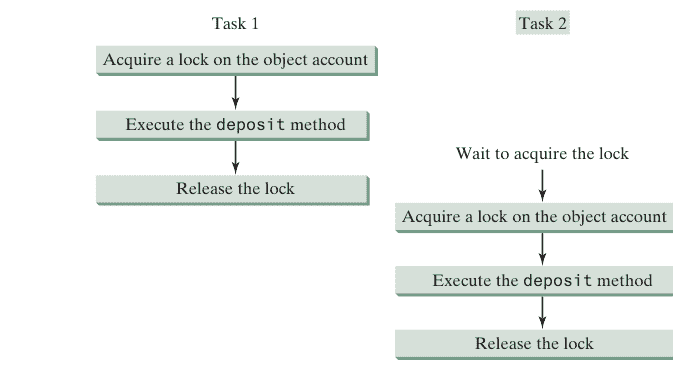 Task 1
Task 2
Acquire a lock on the object account
Execute the deposit method
Release the lock
Wait to acquire the lock
Acquire a lock on the object account
Execute the deposit method
Release the lock